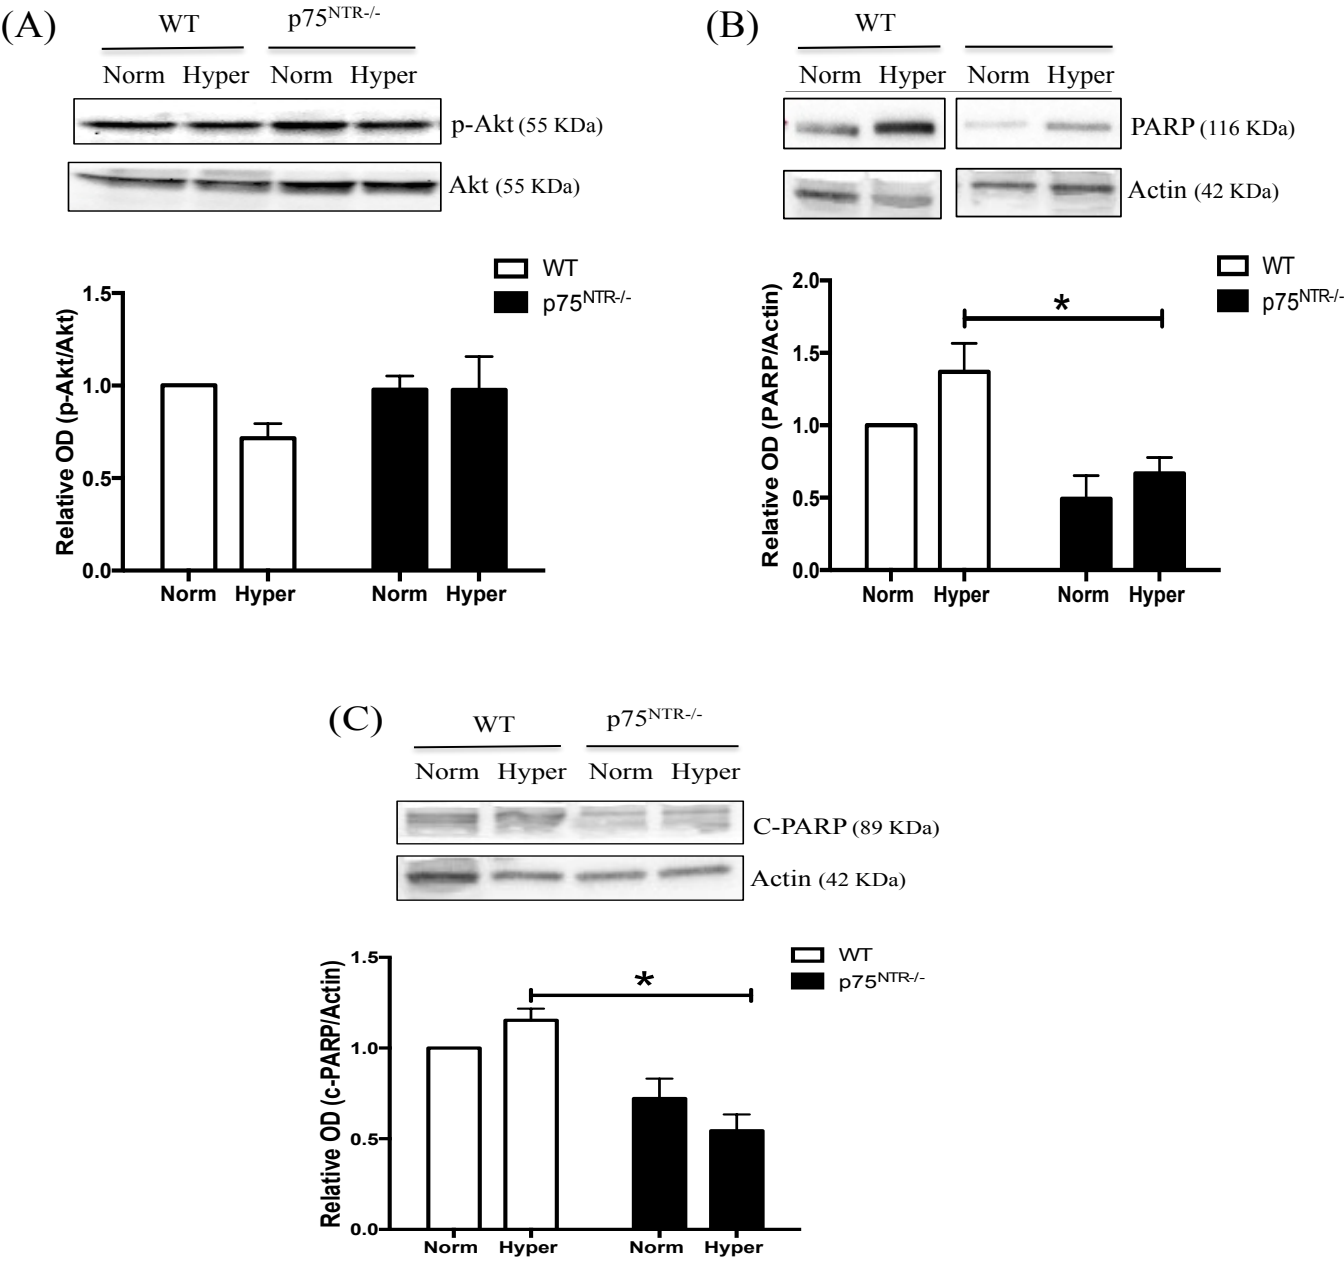 (A)
WT p75NTR-/-
Norm Hyper Norm Hyper
p-Akt (55 KDa)
Akt (55 KDa)
WT
p75NTR-/-
Relative OD (p-Akt/Akt)
1.5
1.0
0.5
0.0
Norm Hyper Norm Hyper
(B)
WT
Norm Hyper Norm Hyper
PARP (116 KDa)
Actin (42 KDa)
WT
p75NTR-/-
Relative OD (PARP/Actin)
2.0
*
1.5
1.0
0.5
0.0
Norm Hyper Norm Hyper
(C)
WT p75NTR-/-
Norm Hyper Norm Hyper
C-PARP (89 KDa)
Actin (42 KDa)
WT
p75NTR-/-
Relative OD (c-PARP/Actin)
1.5
*
1.0
0.5
0.0
Norm Hyper Norm Hyper